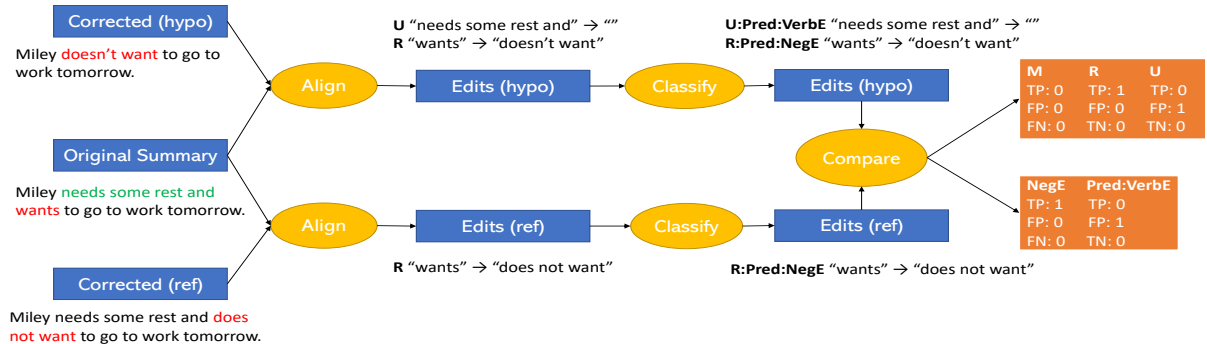 Corrected (hypo)
Miley doesn’t want to go to
work tomorrow.
U “needs some rest and” → “”
R “wants” → “doesn’t want”
U:Pred:VerbE “needs some rest and” → “”
R:Pred:NegE “wants” → “doesn’t want”
Align
Edits (hypo)
Classify
Edits (hypo)
M R U
TP: 0 TP: 1 TP: 0
FP: 0 FP: 0 FP: 1
FN: 0 TN: 0 TN: 0
Original Summary
Miley needs some rest and
wants to go to work tomorrow.
Compare
NegE Pred:VerbE
TP: 1 TP: 0
FP: 0 FP: 1
FN: 0 TN: 0
Align
Edits (ref)
Classify
Edits (ref)
R “wants” → “does not want”
R:Pred:NegE “wants” → “does not want”
Corrected (ref)
Miley needs some rest and does
not want to go to work tomorrow.